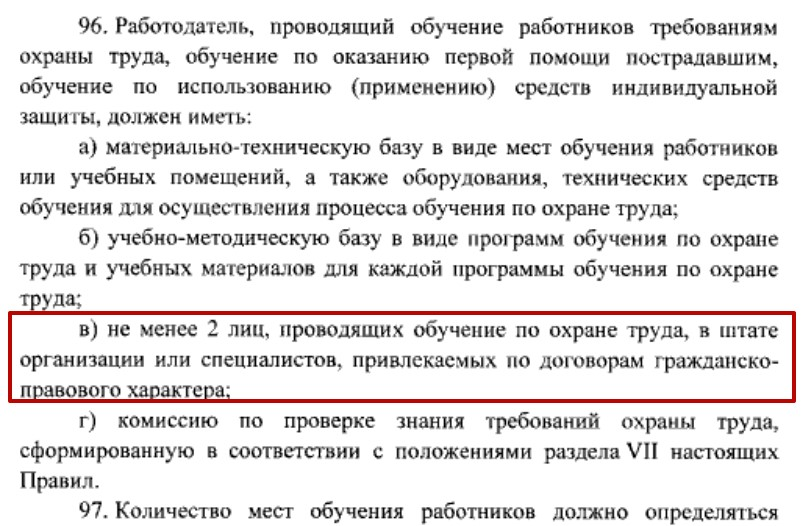 96. Работодатель, проводящий обучение работников требованиям
охраны труда, обучение по оказанию первой помощи пострадавшим,
обучение по использованию (применению) средств индивидуальной
защиты, должен иметь:
а) материально-техническую базу в виде мест обучения работников
или учебных помещений, а также оборудования, технических средств
обучения для осуществления процесса обучения по охране труда;
б) учебно-методическую базу в виде программ обучения по охране
труда и учебных материалов для каждой программы обучения по охране
труда;
в) не менее 2 лиц, проводящих обучение по охране труда, в штате
организации или специалистов, привлекаемых по договорам гражданско-
правового характера;
г) комиссию по проверке знания требований охраны труда,
сформированную в соответствии с положениями раздела VII настоящих
Правил.
97. Количество мест обучения работников должно определяться